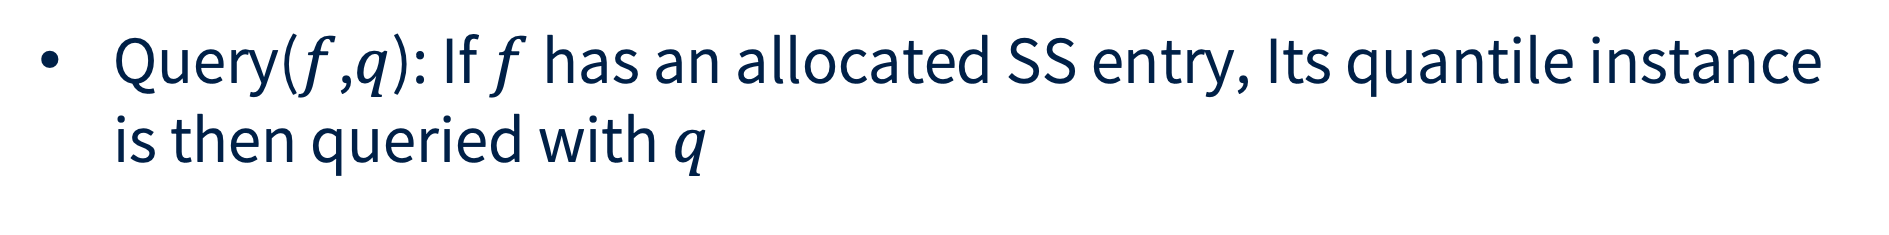 • Query(f,q): If f has an allocated SS entry, Its quantile instance
is then queried with q